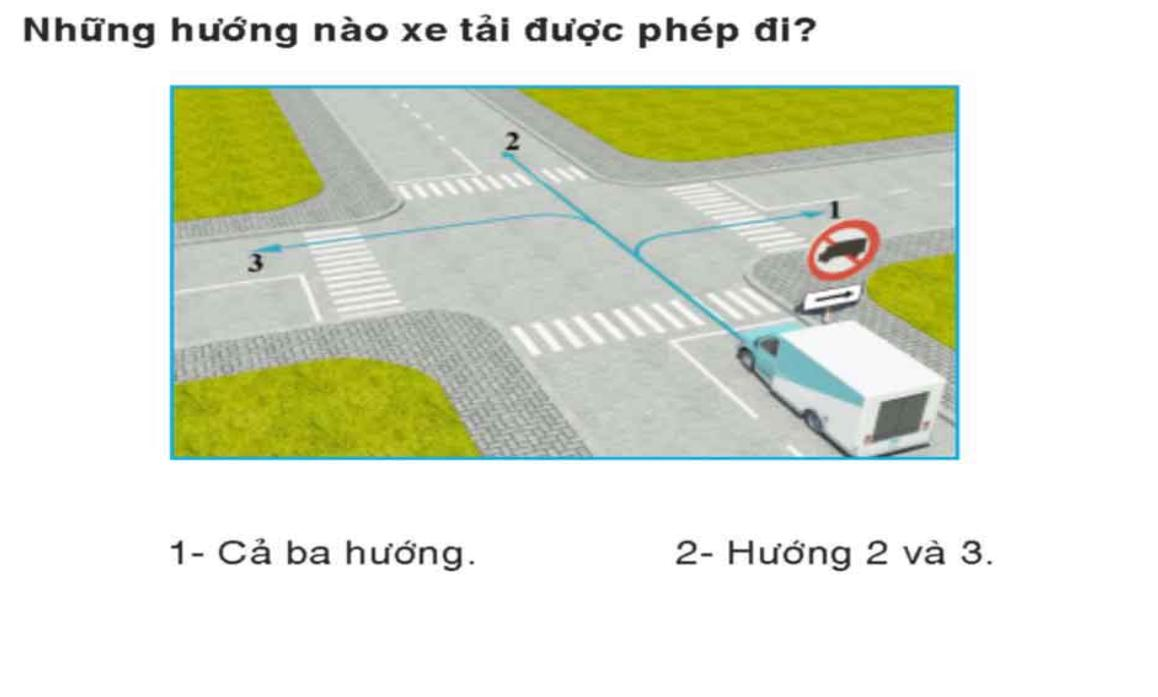 Những hướng nào xe tải được phép đi?
2
1
3
1- Cả ba hướng.
2- Hướng 2 và 3.